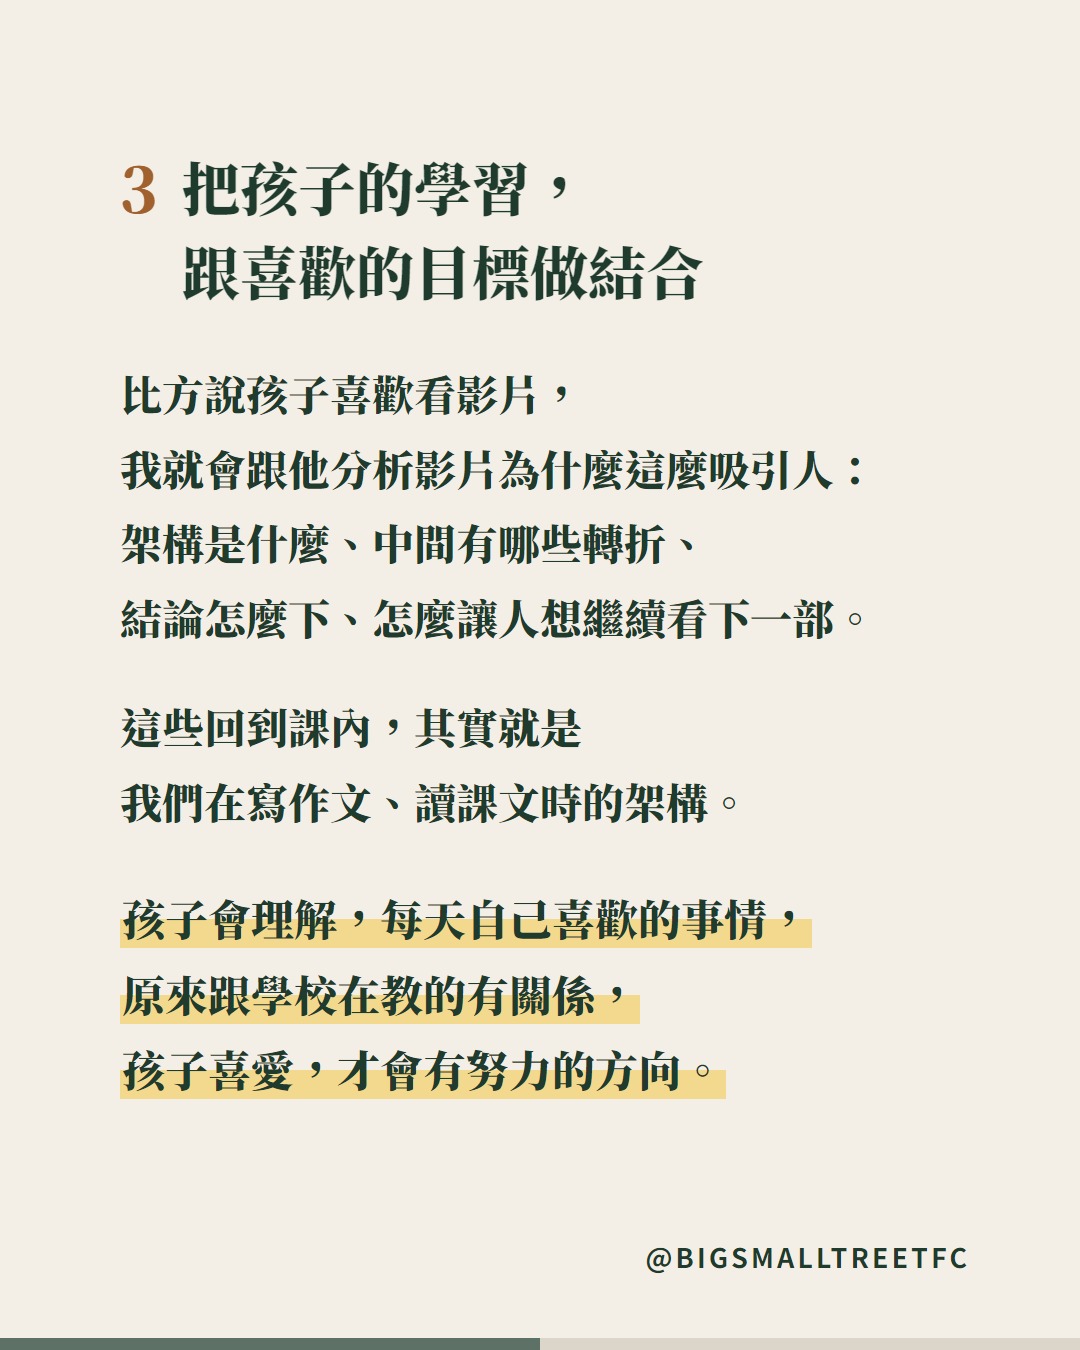 3 把孩子的學習，
跟喜歡的目標做結合
比方說孩子喜歡看影片，
我就會跟他分析影片為什麼這麼吸引人：
架構是什麼、中間有哪些轉折、
結論怎麼下、怎麼讓人想繼續看下一部。
這些回到課內，其實就是
我們在寫作文、讀課文時的架構。
孩子會理解，每天自己喜歡的事情，
原來跟學校在教的有關係，
孩子喜愛，才會有努力的方向。
@BIGSMALLTREETFC